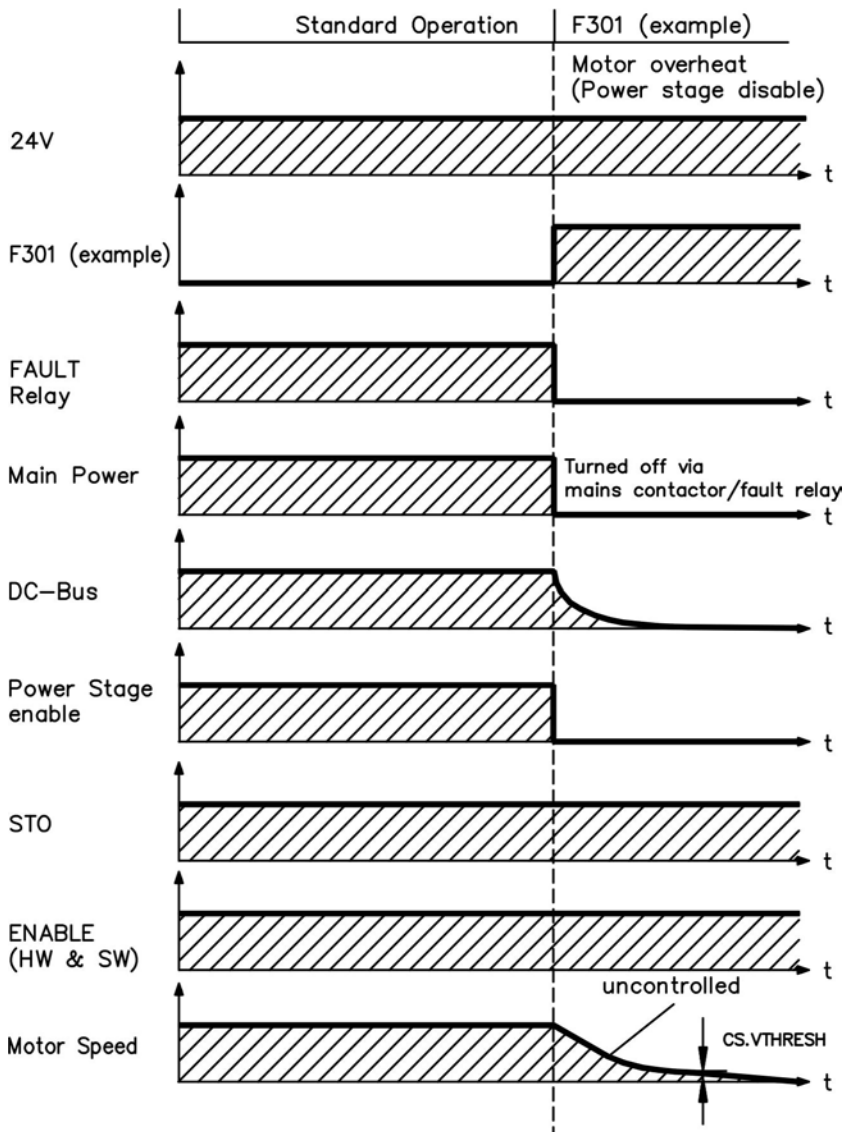 Standard Operation
F301 (example)
Motor overheat
(Power stage disable)
24V
t
F301 (example)
t
FAULT
Relay
t
Main Power
Turned off via
mains contactor/fault relay
t
DC-Bus
t
Power Stage
enable
t
STO
t
ENABLE
(HW & SW)
t
uncontrolled
Motor Speed
CS.VTHRESH
t